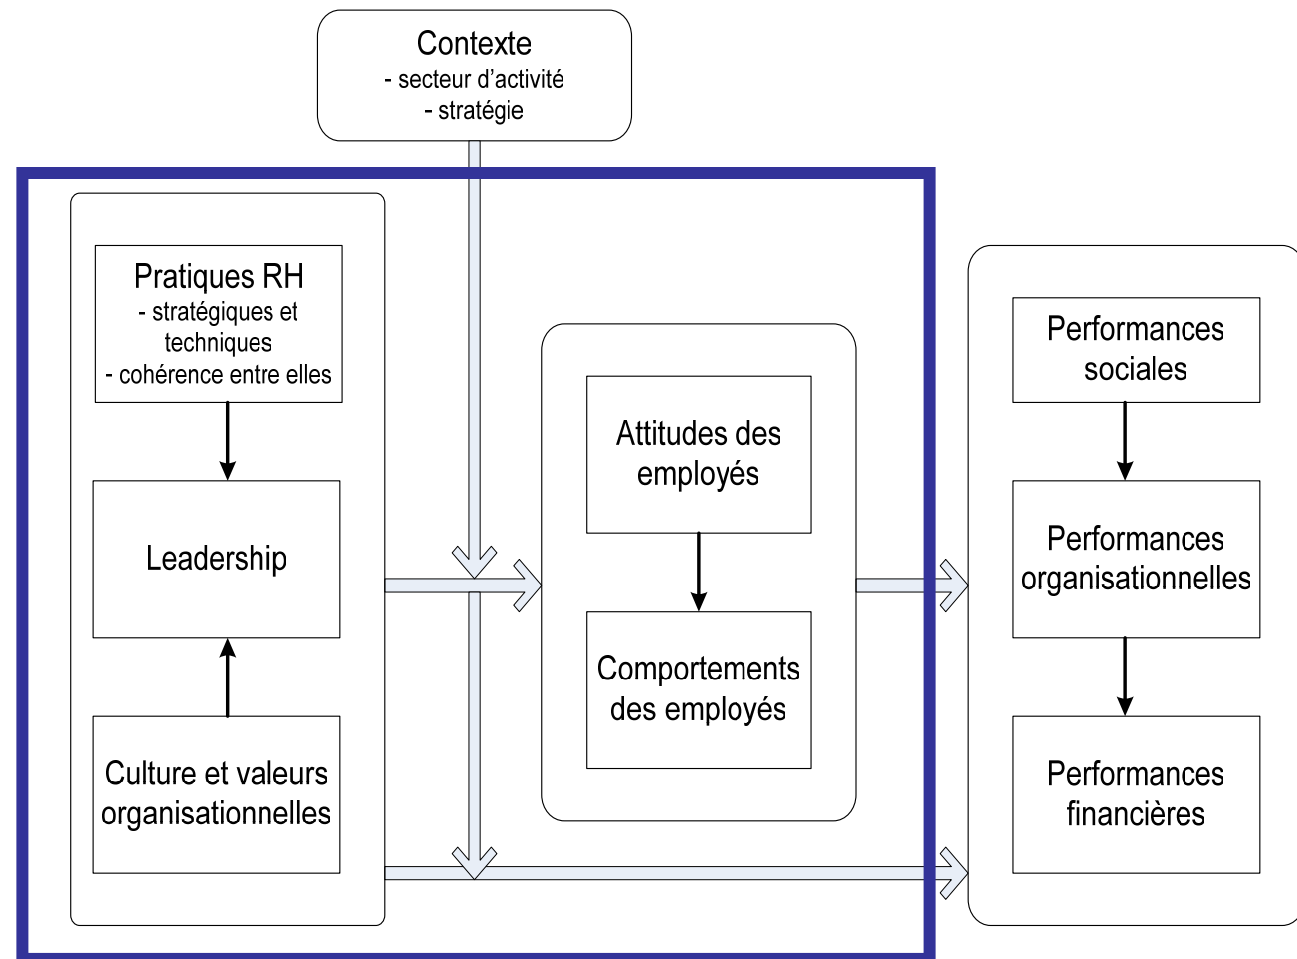 Contexte
- secteur d'activité
- stratégie
Pratiques RH
- stratégiques et
techniques
- cohérence entre elles
Leadership
Culture et valeurs
organisationnelles
Attitudes des
employés
Comportements
des employés
Performances
sociales
Performances
organisationnelles
Performances
financières